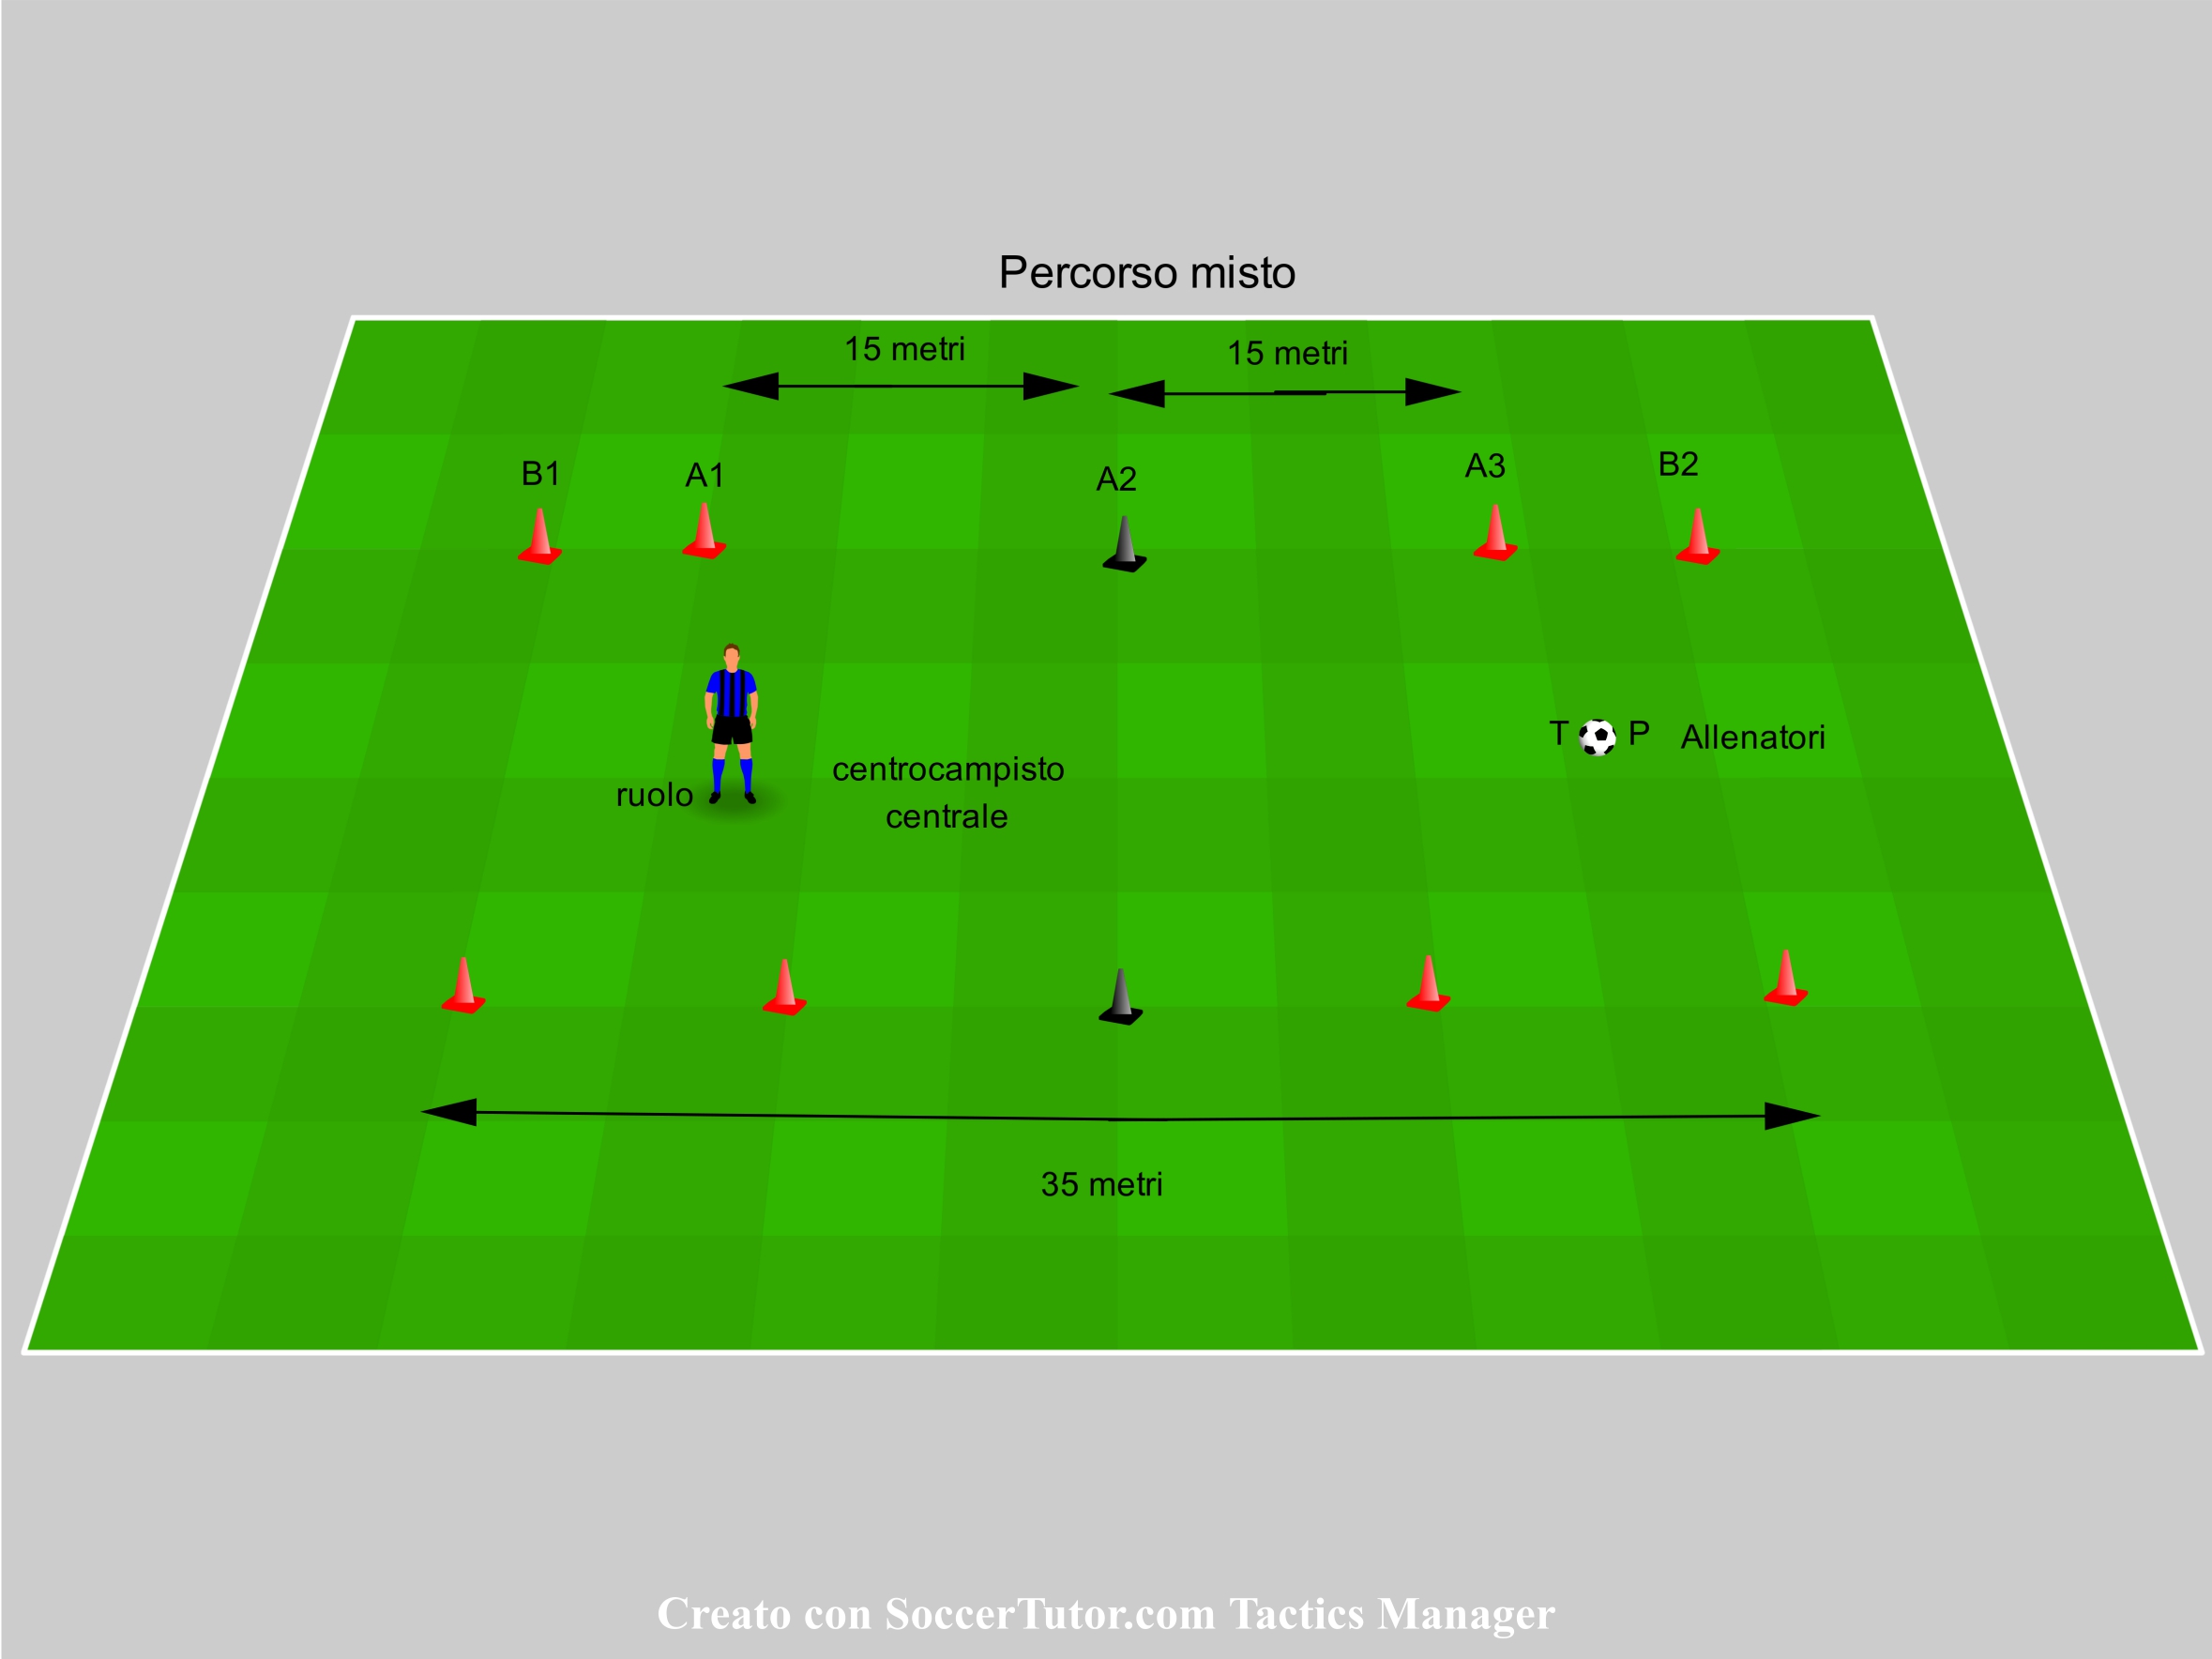 Percorso misto
15 metri
15 metri
B1
A1
A2
A3
B2
T
P
Allenatori
ruolo
centrocampisto
centrale
35 metri
Creato con SoccerTutor.com Tactics Manager